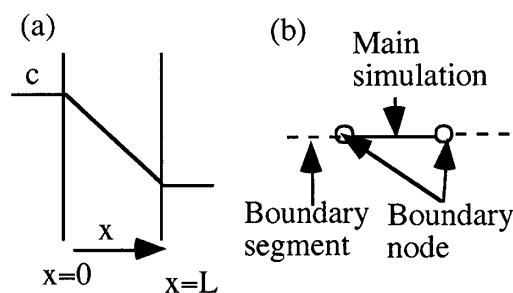 (a)
c
x
x=0
x=L
(b)
Main
simulation
Boundary
segment
Boundary
node